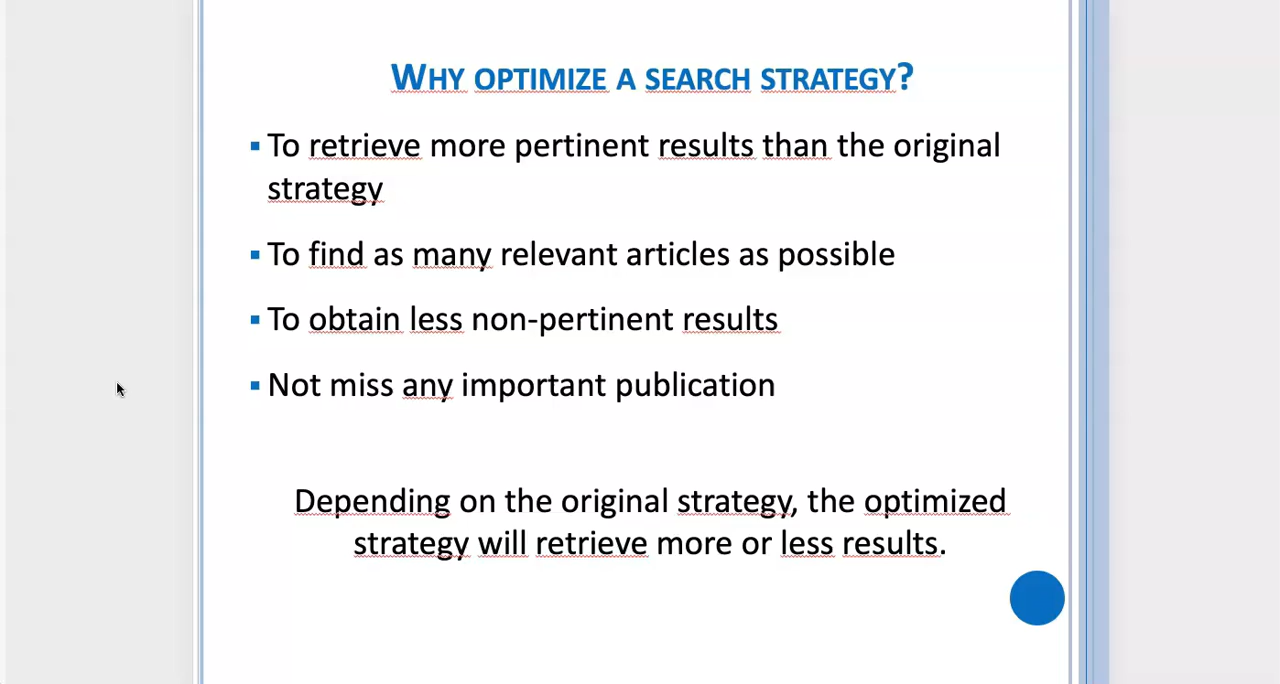 WHY OPTIMIZE A SEARCH STRATEGY?
▪ To retrieve more pertinent results than the original
strategy
▪ To find as many relevant articles as possible
▪ To obtain less non-pertinent results
▪ Not miss any important publication
Depending on the original strategy, the optimized
strategy will retrieve more or less results.